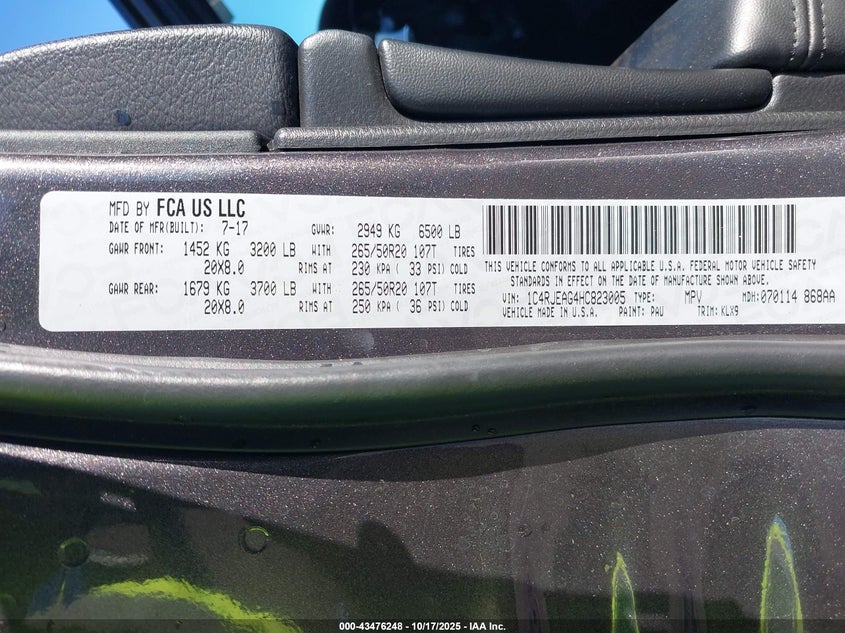 MFD BY FCA US LLC
DATE OF MFR(BUILT): 7-17 GVWR: 2949 KG 6500 LB
GAWR FRONT: 1452 KG 3200 LB WITH 265/50R20 107T TIRES
20X8.0 RIMS AT 230 KPA ( 33 PSI) COLD
GAWR REAR: 1679 KG 3700 LB WITH 265/50R20 107T TIRES
20X8.0 RIMS AT 250 KPA ( 36 PSI) COLD
THIS VEHICLE CONFORMS TO ALL APPLICABLE U.S.A. FEDERAL MOTOR VEHICLE SAFETY
STANDARDS IN EFFECT ON THE DATE OF MANUFACTURE SHOWN ABOVE.
VIN: 1C4RJEAG4HC823005 TYPE: MPV MDH: 070114 868AA
VEHICLE MADE IN U.S.A. PAINT: PAU TRIM: KLX9
000-43476248 - 10/17/2025 - IAA Inc.